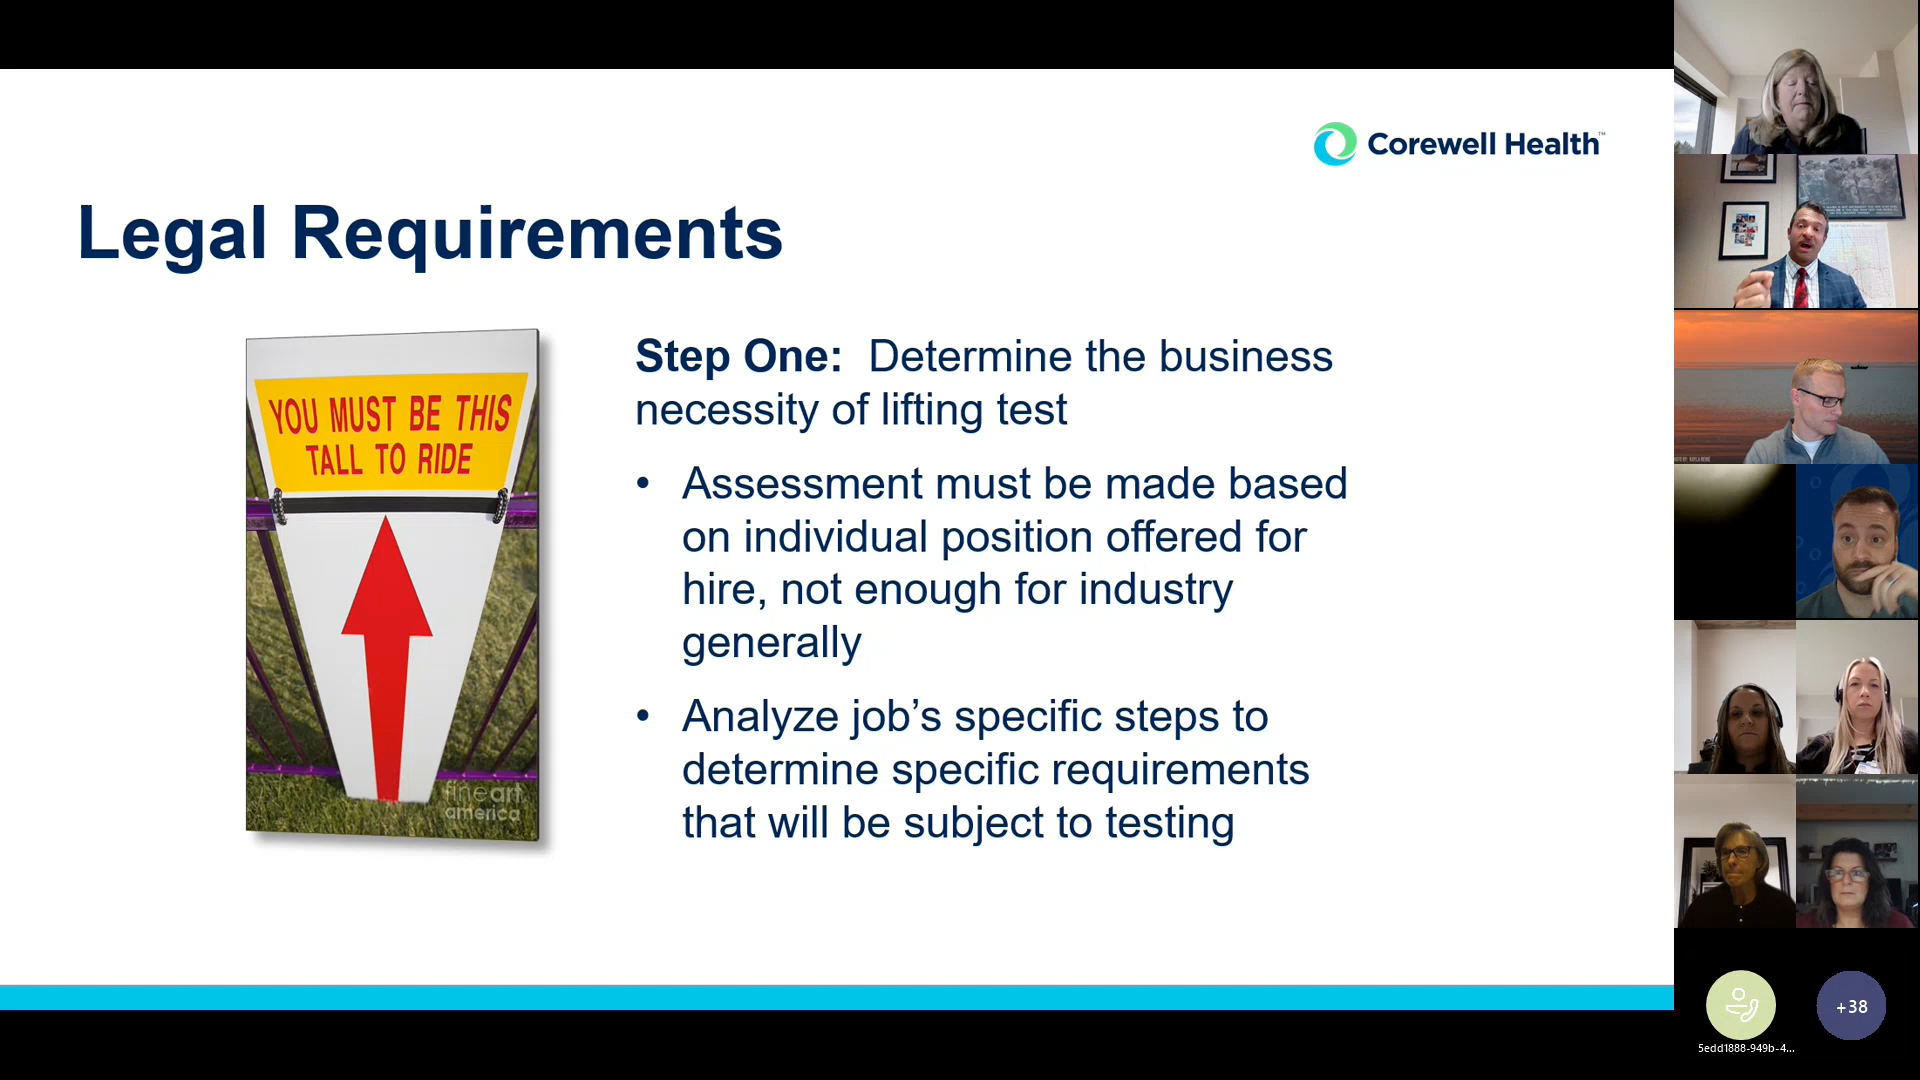 Corewell Health™
Legal Requirements
YOU MUST BE THIS
TALL TO RIDE
fineart
america
Step One: Determine the business
necessity of lifting test
• Assessment must be made based
on individual position offered for
hire, not enough for industry
generally
• Analyze job’s specific steps to
determine specific requirements
that will be subject to testing
+38
5edd1888-949b-4...